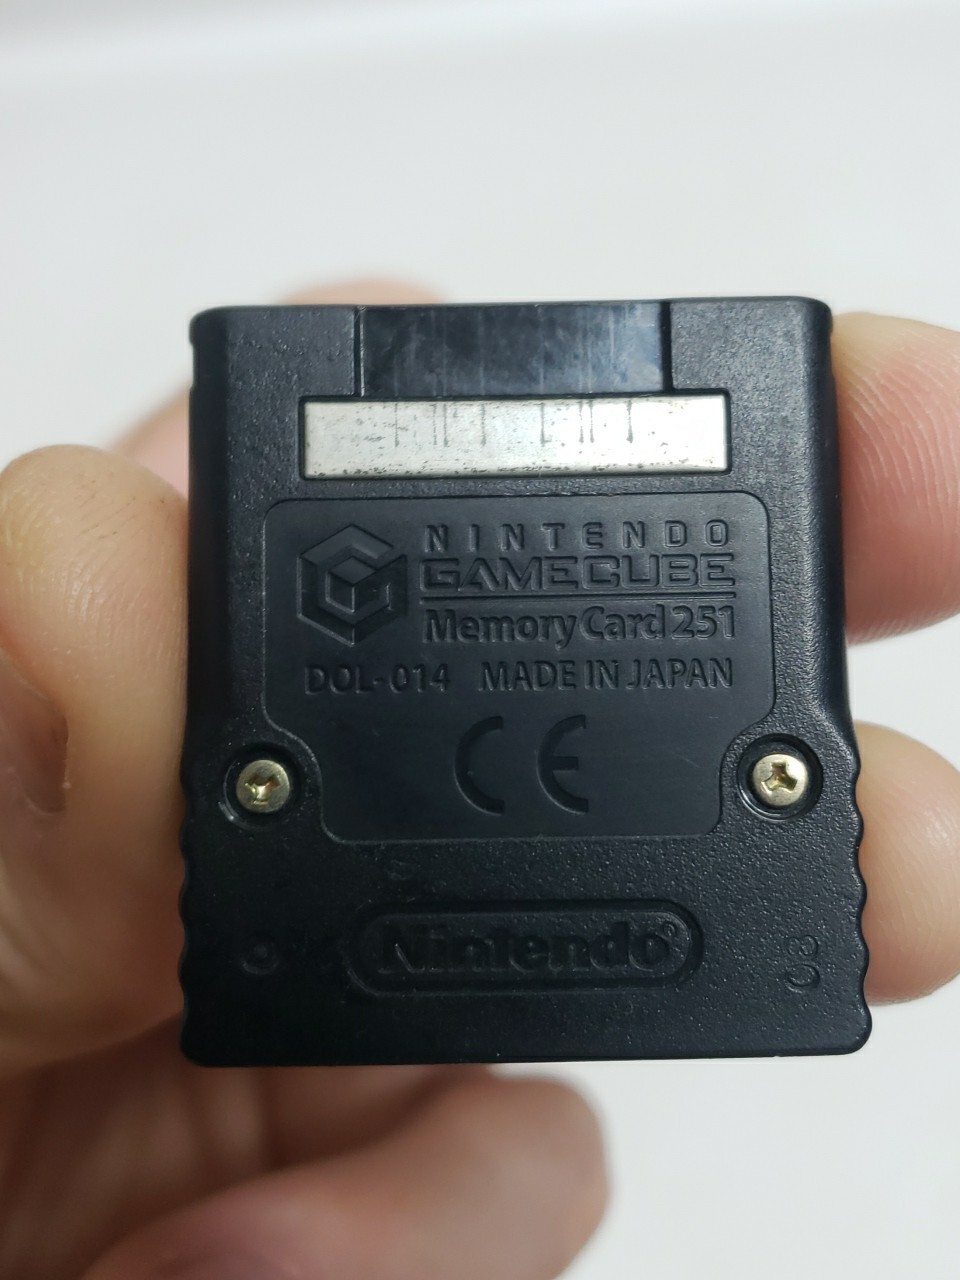 NINTENDO
GAMECUBE
Memory Card 251
DOL-014 MADE IN JAPAN
CE
Nintendo®